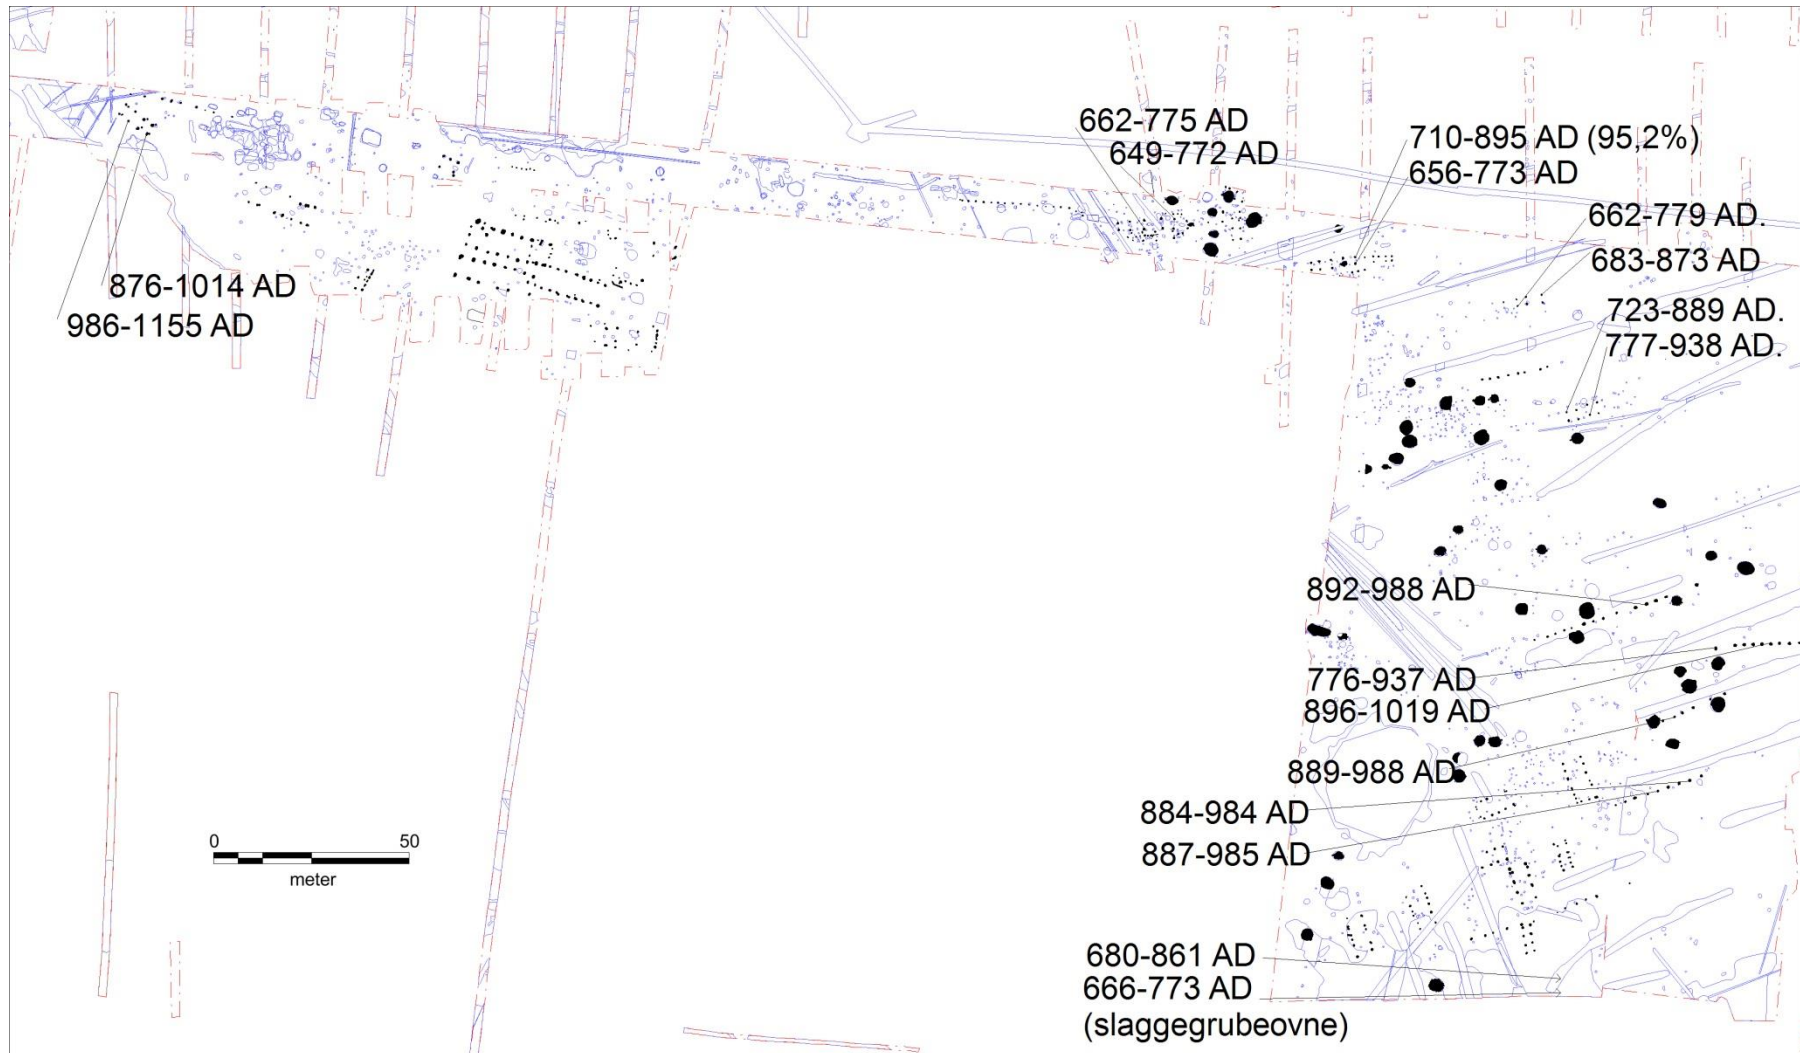 662-775 AD
649-772 AD
710-895 AD (95,2%)
656-773 AD
662-779 AD.
683-873 AD
723-889 AD.
777-938 AD.
876-1014 AD
986-1155 AD
892-988 AD
776-937 AD
896-1019 AD
889-988 AD
884-984 AD
887-985 AD
0 50
meter
680-861 AD
666-773 AD
(slaggegrubeovne)